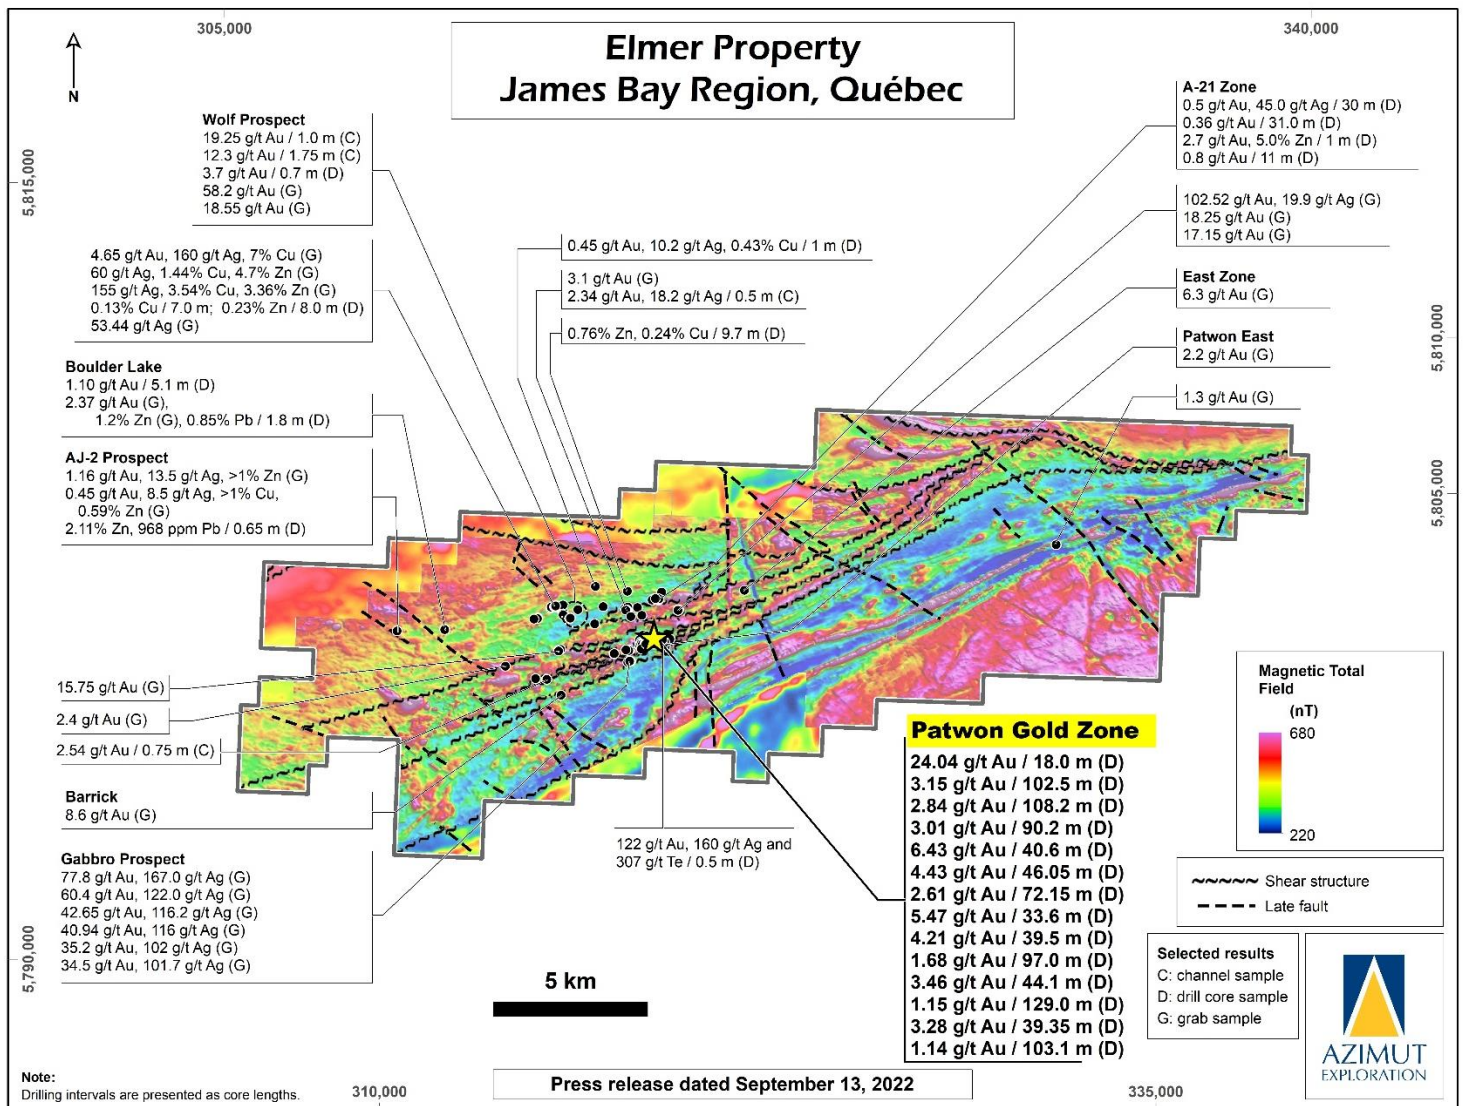 305,000
340,000
Elmer Property
James Bay Region, Québec
N
5,815,000
5,790,000
5,810,000
5,805,000
Wolf Prospect
19.25 g/t Au / 1.0 m (C)
12.3 g/t Au / 1.75 m (C)
3.7 g/t Au / 0.7 m (D)
58.2 g/t Au (G)
18.55 g/t Au (G)
4.65 g/t Au, 160 g/t Ag, 7% Cu (G)
60 g/t Ag, 1.44% Cu, 4.7% Zn (G)
155 g/t Ag, 3.54% Cu, 3.36% Zn (G)
0.13% Cu / 7.0 m; 0.23% Zn / 8.0 m (D)
53.44 g/t Ag (G)
Boulder Lake
1.10 g/t Au / 5.1 m (D)
2.37 g/t Au (G),
1.2% Zn (G), 0.85% Pb / 1.8 m (D)
AJ-2 Prospect
1.16 g/t Au, 13.5 g/t Ag, >1% Zn (G)
0.45 g/t Au, 8.5 g/t Ag, >1% Cu,
0.59% Zn (G)
2.11% Zn, 968 ppm Pb / 0.65 m (D)
0.45 g/t Au, 10.2 g/t Ag, 0.43% Cu / 1 m (D)
3.1 g/t Au (G)
2.34 g/t Au, 18.2 g/t Ag / 0.5 m (C)
0.76% Zn, 0.24% Cu / 9.7 m (D)
A-21 Zone
0.5 g/t Au, 45.0 g/t Ag / 30 m (D)
0.36 g/t Au / 31.0 m (D)
2.7 g/t Au, 5.0% Zn / 1 m (D)
0.8 g/t Au / 11 m (D)
102.52 g/t Au, 19.9 g/t Ag (G)
18.25 g/t Au (G)
17.15 g/t Au (G)
East Zone
6.3 g/t Au (G)
Patwon East
2.2 g/t Au (G)
1.3 g/t Au (G)
15.75 g/t Au (G)
2.4 g/t Au (G)
2.54 g/t Au / 0.75 m (C)
Barrick
8.6 g/t Au (G)
Gabbro Prospect
77.8 g/t Au, 167.0 g/t Ag (G)
60.4 g/t Au, 122.0 g/t Ag (G)
42.65 g/t Au, 116.2 g/t Ag (G)
40.94 g/t Au, 116 g/t Ag (G)
35.2 g/t Au, 102 g/t Ag (G)
34.5 g/t Au, 101.7 g/t Ag (G)
122 g/t Au, 160 g/t Ag and
307 g/t Te / 0.5 m (D)
Patwon Gold Zone
24.04 g/t Au / 18.0 m (D)
3.15 g/t Au / 102.5 m (D)
2.84 g/t Au / 108.2 m (D)
3.01 g/t Au / 90.2 m (D)
6.43 g/t Au / 40.6 m (D)
4.43 g/t Au / 46.05 m (D)
2.61 g/t Au / 72.15 m (D)
5.47 g/t Au / 33.6 m (D)
4.21 g/t Au / 39.5 m (D)
1.68 g/t Au / 97.0 m (D)
3.46 g/t Au / 44.1 m (D)
1.15 g/t Au / 129.0 m (D)
3.28 g/t Au / 39.35 m (D)
1.14 g/t Au / 103.1 m (D)
Magnetic Total
Field
(nT)
680
220
Shear structure
Late fault
Selected results
C: channel sample
D: drill core sample
G: grab sample
AZIMUT
EXPLORATION
5 km
Press release dated September 13, 2022
Note:
Drilling intervals are presented as core lengths.
310,000
335,000